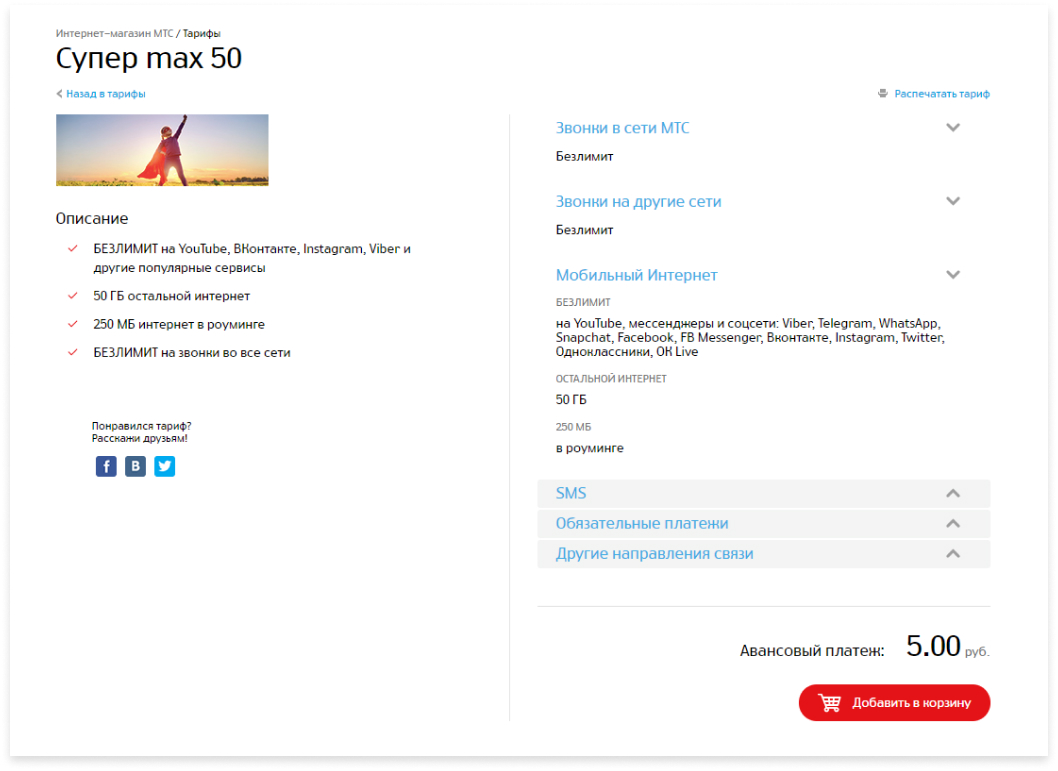 Интернет-магазин МТС / Тарифы
Супер max 50
Назад в тарифы
Распечатать тариф
Описание
БЕЗЛИМИТ на YouTube, ВКонтакте, Instagram, Viber и
другие популярные сервисы
50 ГБ остальной интернет
250 МБ интернет в роуминге
БЕЗЛИМИТ на звонки во все сети
Понравился тариф?
Расскажи друзьям!
f
В
Звонки в сети МТС
Безлимит
Звонки на другие сети
Безлимит
Мобильный Интернет
БЕЗЛИМИТ
на YouTube, мессенджеры и соцсети: Viber, Telegram, WhatsApp,
Snapchat, Facebook, FB Messenger, Вконтакте, Instagram, Twitter,
Одноклассники, OK Live
ОСТАЛЬНОЙ ИНТЕРНЕТ
50 ГБ
250 МБ
в роуминге
SMS
Обязательные платежи
Другие направления связи
Авансовый платеж: 5.00 руб.
Добавить в корзину